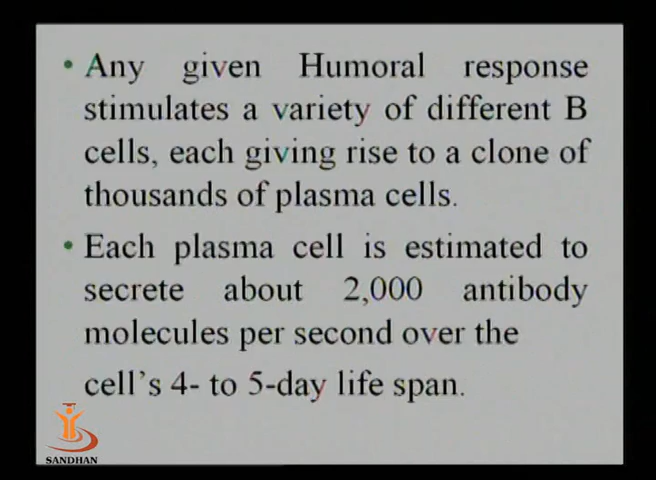 • Any given Humoral response
stimulates a variety of different B
cells, each giving rise to a clone of
thousands of plasma cells.
• Each plasma cell is estimated to
secrete about 2,000 antibody
molecules per second over the
cell's 4- to 5-day life span.
SANDHAN